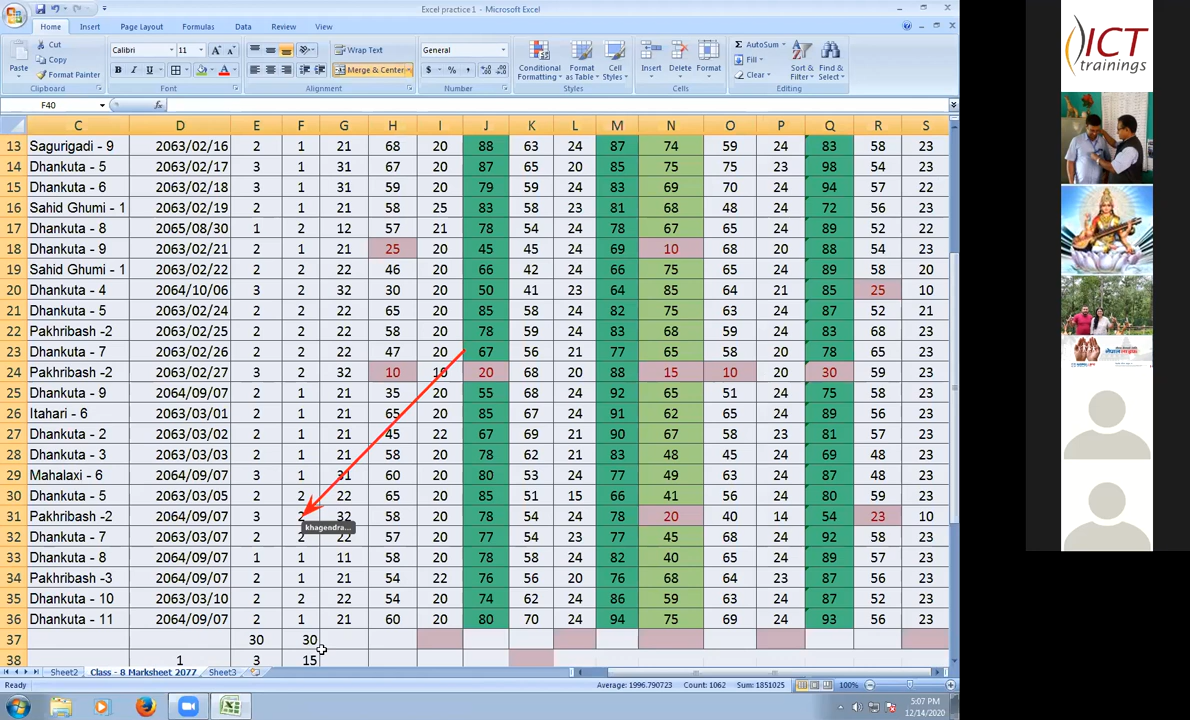 Excel practice 1 - Microsoft Excel
Home Insert Page Layout Formulas Data Review View
Cut
Copy
Format Painter
Paste
Clipboard
Calibri 11
B I U
Font
Wrap Text
Merge & Center
Alignment
General
$ % ,
Number
Conditional Formatting
Format as Table
Cell Styles
Styles
Insert Delete Format
Cells
AutoSum
Fill
Clear
Sort & Filter
Find & Select
Editing
F40 fx
C D E F G H I J K L M N O P Q R S
13 Sagurigadi - 9 2063/02/16 2 1 21 68 20 88 63 24 87 74 59 24 83 58 23
14 Dhankuta - 5 2063/02/17 3 1 31 67 20 87 65 20 85 75 75 23 98 54 23
15 Dhankuta - 6 2063/02/18 3 1 31 59 20 79 59 24 83 69 70 24 94 57 22
16 Sahid Ghumi - 1 2063/02/19 2 1 21 58 25 83 58 23 81 68 48 24 72 56 23
17 Dhankuta - 8 2065/08/30 1 2 12 57 21 78 54 24 78 67 65 24 89 52 22
18 Dhankuta - 9 2063/02/21 2 1 21 25 20 45 45 24 69 10 68 20 88 54 23
19 Sahid Ghumi - 1 2063/02/22 2 2 22 46 20 66 42 24 66 75 65 24 89 58 20
20 Dhankuta - 4 2064/10/06 3 2 32 30 20 50 41 23 64 85 64 21 85 25 10
21 Dhankuta - 5 2063/02/24 2 2 22 65 20 85 58 24 82 75 63 24 87 52 21
22 Pakhribash -2 2063/02/25 2 2 22 58 20 78 59 24 83 68 59 24 83 68 23
23 Dhankuta - 7 2063/02/26 2 2 22 47 20 67 56 21 77 65 58 20 78 65 23
24 Pakhribash -2 2063/02/27 3 2 32 10 10 20 68 20 88 15 10 20 30 59 23
25 Dhankuta - 9 2064/09/07 2 1 21 35 20 55 68 24 92 65 51 24 75 58 23
26 Itahari - 6 2063/03/01 2 1 21 65 20 85 67 24 91 62 65 24 89 56 23
27 Dhankuta - 2 2063/03/02 2 1 21 45 22 67 69 21 90 67 58 23 81 57 23
28 Dhankuta - 3 2063/03/03 2 1 21 58 20 78 62 21 83 48 45 24 69 48 23
29 Mahalaxi - 6 2064/09/07 3 1 31 60 20 80 53 24 77 49 63 24 87 48 23
30 Dhankuta - 5 2063/03/05 2 2 22 65 20 85 51 15 66 41 56 24 80 59 23
31 Pakhribash -2 2064/09/07 3 2 32 58 20 78 54 24 78 20 40 14 54 23 10
khagendra...
32 Dhankuta - 7 2063/03/07 2 2 22 57 20 77 54 23 77 45 68 24 92 58 23
33 Dhankuta - 8 2064/09/07 1 1 11 58 20 78 58 24 82 40 65 24 89 57 23
34 Pakhribash -3 2064/09/07 2 1 21 54 22 76 56 20 76 68 64 23 87 56 23
35 Dhankuta - 10 2063/03/10 2 2 22 54 20 74 62 24 86 59 63 24 87 52 23
36 Dhankuta - 11 2064/09/07 2 1 21 60 20 80 70 24 94 75 69 24 93 56 23
37 30 30
38 1 3 15
Sheet2 Class - 8 Marksheet 2077 Sheet3
Ready Average: 1996.790723 Count: 1062 Sum: 1851025 100%
5:07 PM
12/14/2020
ICT
trainings